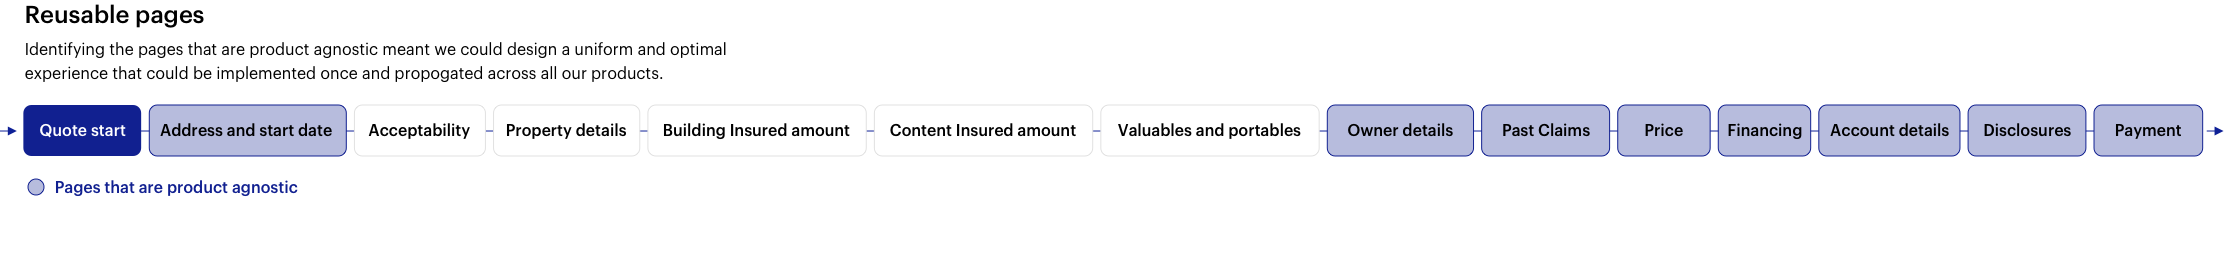 Reusable pages
Identifying the pages that are product agnostic meant we could design a uniform and optimal
experience that could be implemented once and propogated across all our products.
Quote start
Address and start date
Acceptability
Property details
Building Insured amount
Content Insured amount
Valuables and portables
Owner details
Past Claims
Price
Financing
Account details
Disclosures
Payment
Pages that are product agnostic